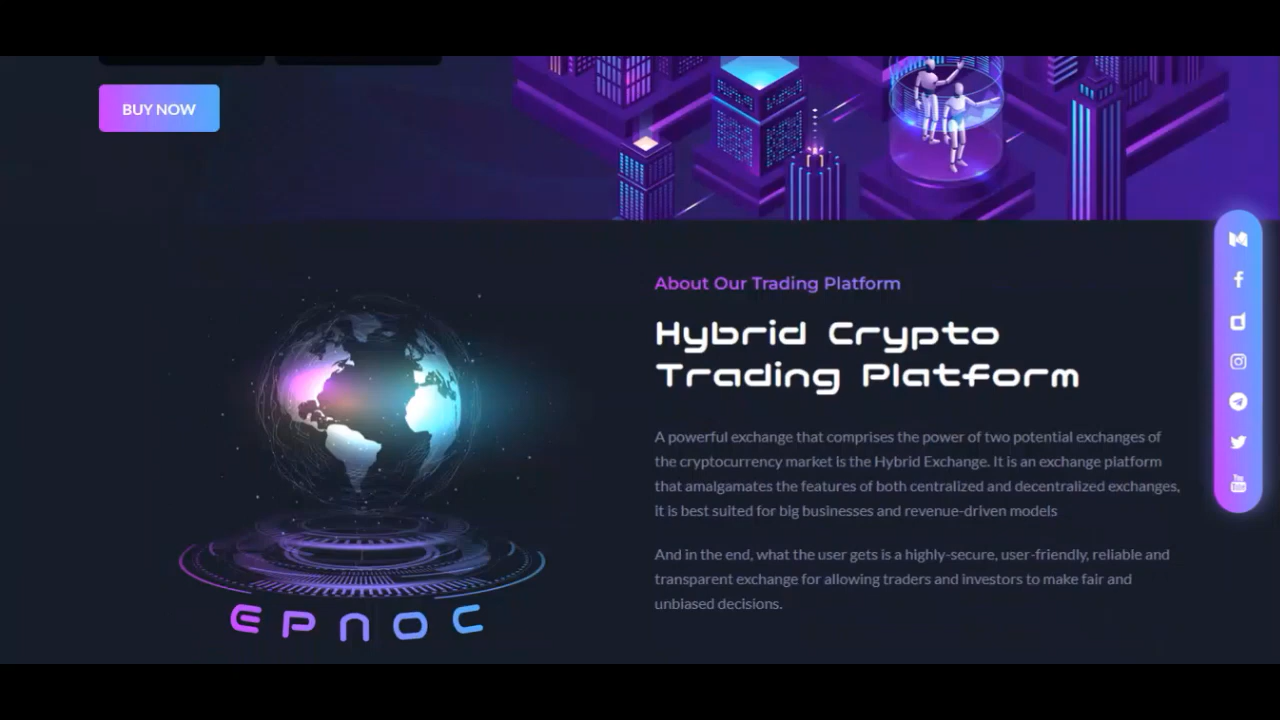 BUY NOW
About Our Trading Platform
Hybrid Crypto
Trading Platform
A powerful exchange that comprises the power of two potential exchanges of
the cryptocurrency market is the Hybrid Exchange. It is an exchange platform
that amalgamates the features of both centralized and decentralized exchanges,
it is best suited for big businesses and revenue-driven models
And in the end, what the user gets is a highly-secure, user-friendly, reliable and
transparent exchange for allowing traders and investors to make fair and
unbiased decisions.
EPNOC
You
Tube